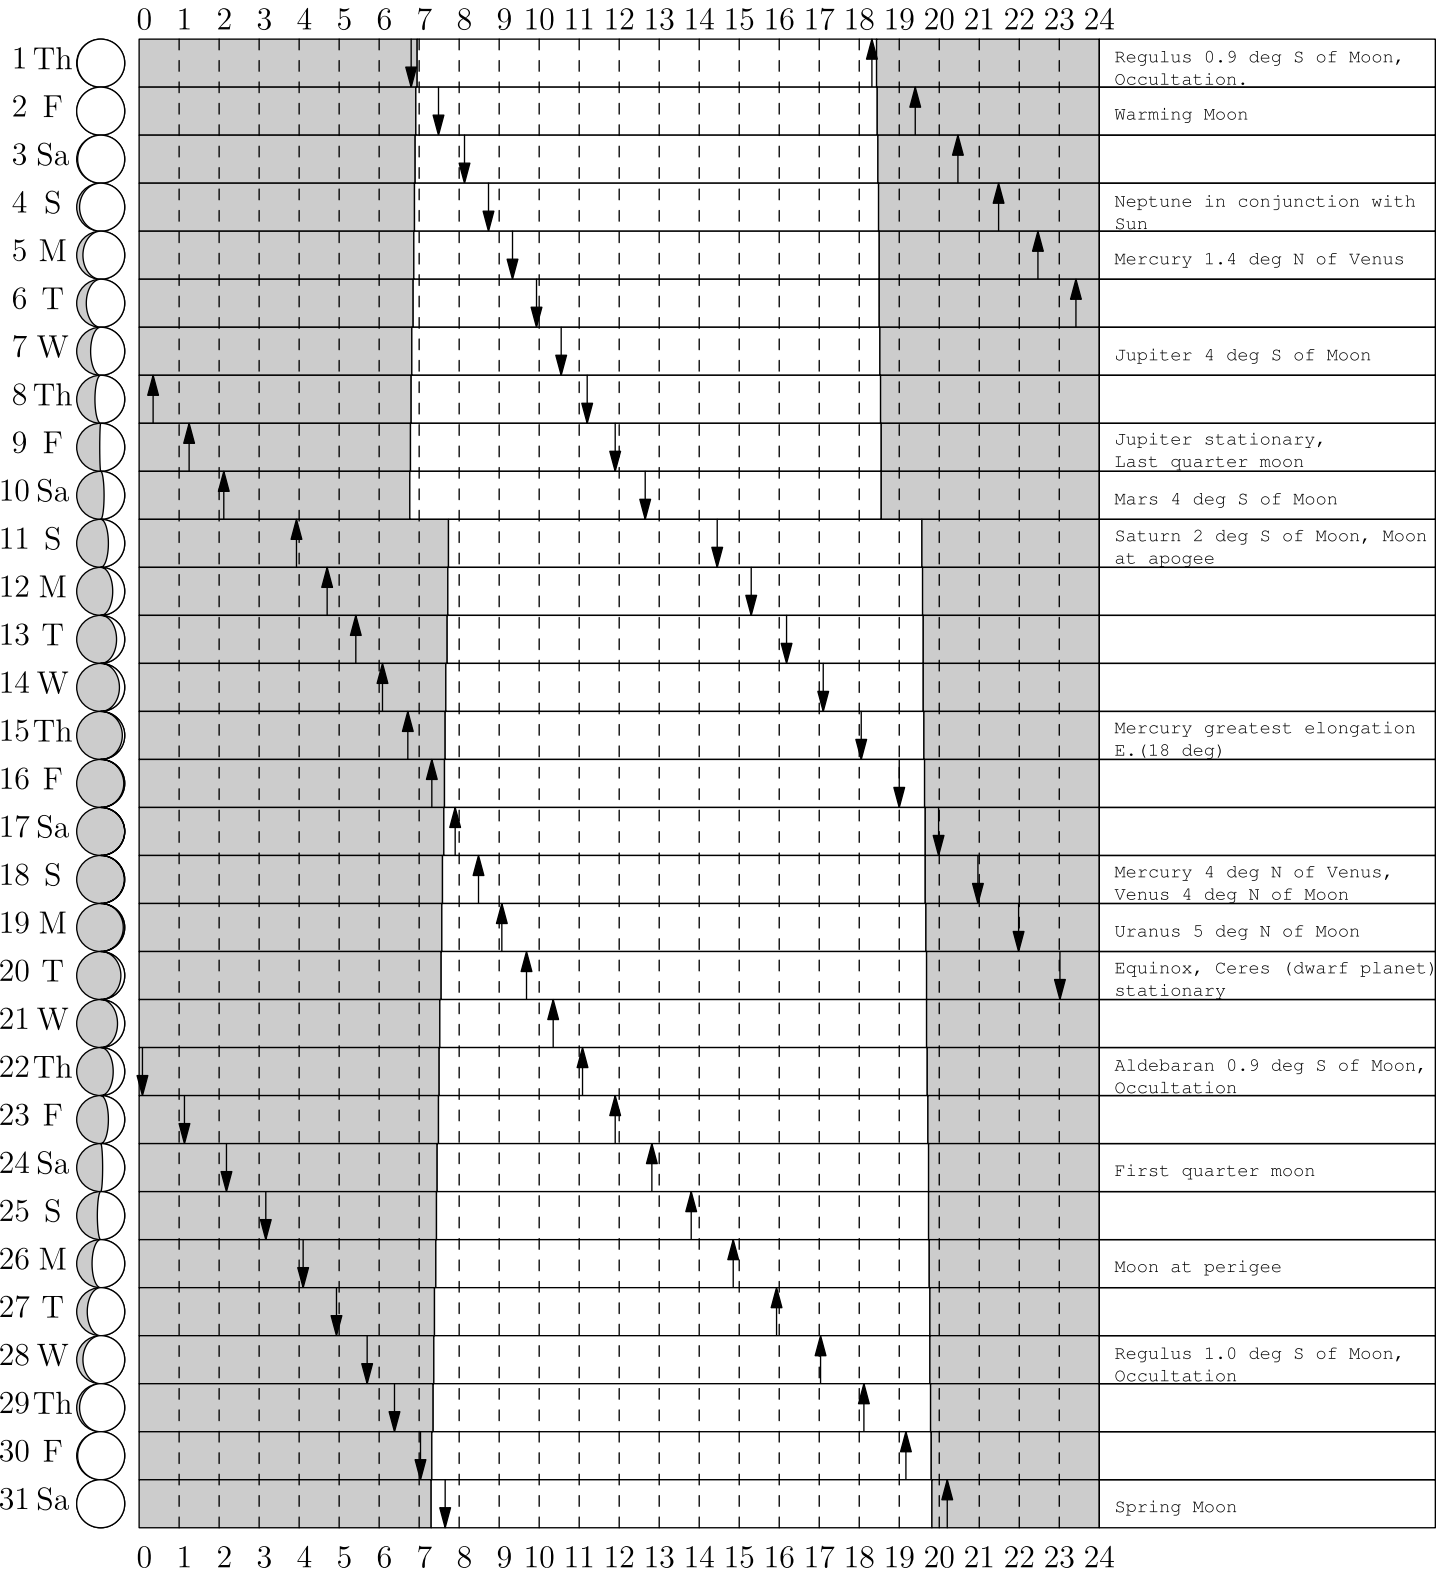 0 1 2 3 4 5 6 7 8 9 10 11 12 13 14 15 16 17 18 19 20 21 22 23 24
1 Th Regulus 0.9 deg S of Moon,
Occultation.
2 F Warming Moon
3 Sa
4 S Neptune in conjunction with
Sun
5 M Mercury 1.4 deg N of Venus
6 T
7 W Jupiter 4 deg S of Moon
8 Th
9 F Jupiter stationary,
Last quarter moon
10 Sa Mars 4 deg S of Moon
11 S Saturn 2 deg S of Moon, Moon
at apogee
12 M
13 T
14 W
15 Th Mercury greatest elongation
E.(18 deg)
16 F
17 Sa
18 S Mercury 4 deg N of Venus,
Venus 4 deg N of Moon
19 M Uranus 5 deg N of Moon
20 T Equinox, Ceres (dwarf planet)
stationary
21 W
22 Th Aldebaran 0.9 deg S of Moon,
Occultation
23 F
24 Sa First quarter moon
25 S
26 M Moon at perigee
27 T
28 W Regulus 1.0 deg S of Moon,
Occultation
29 Th
30 F
31 Sa Spring Moon
0 1 2 3 4 5 6 7 8 9 10 11 12 13 14 15 16 17 18 19 20 21 22 23 24